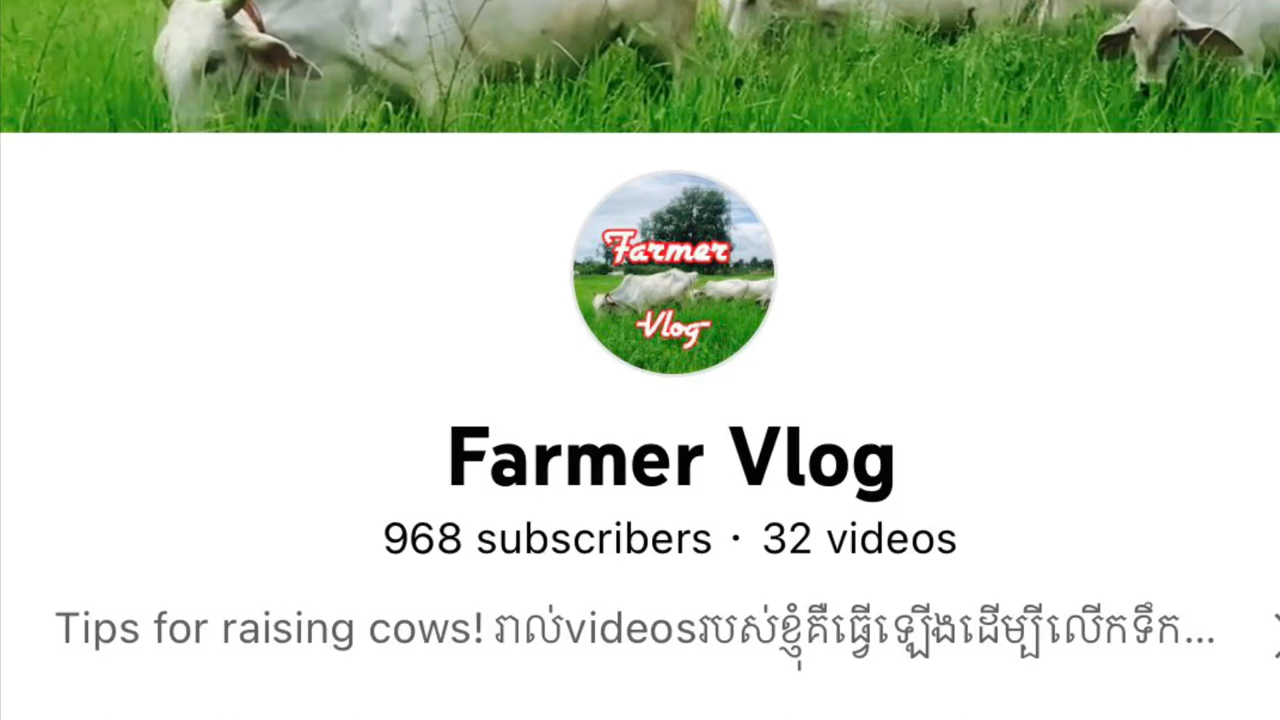 Farmer
Vlog
Farmer Vlog
968 subscribers · 32 videos
Tips for raising cows! រាល់videosរបស់ខ្ញុំគឺធ្វើឡើងដើម្បីលើកទឹក...